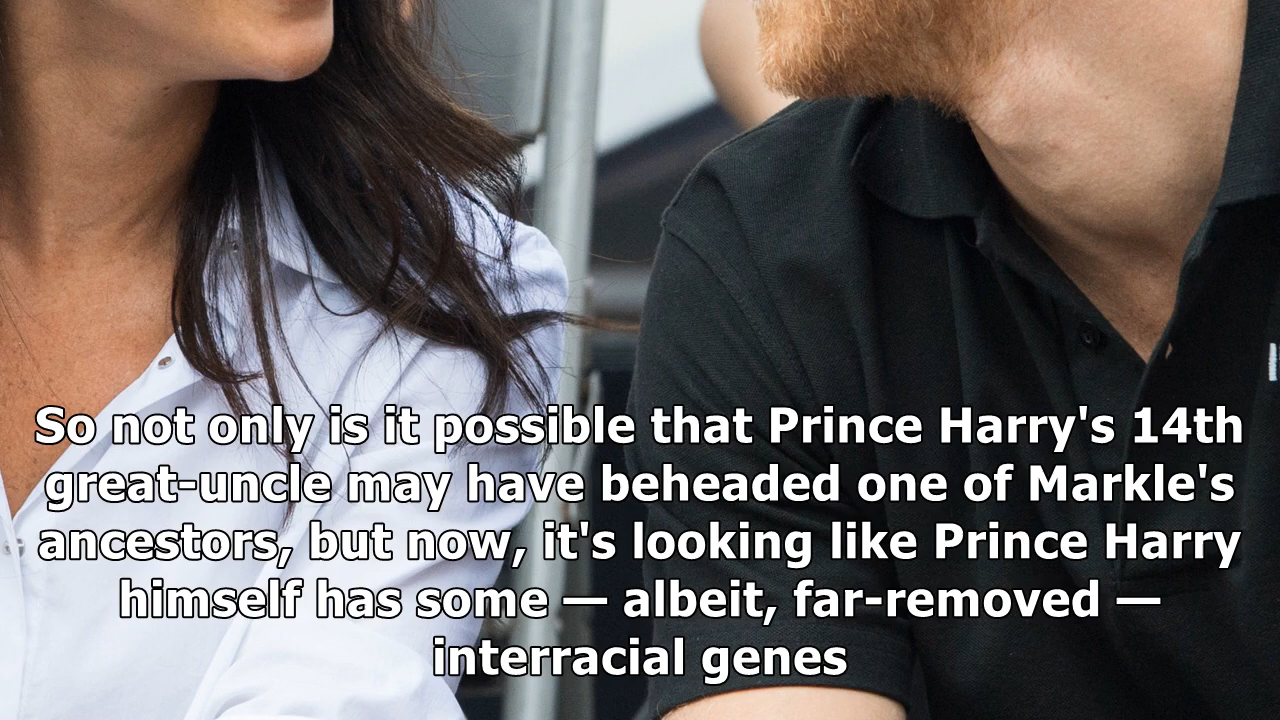 So not only is it possible that Prince Harry's 14th
great-uncle may have beheaded one of Markle's
ancestors, but now, it's looking like Prince Harry
himself has some — albeit, far-removed —
interracial genes